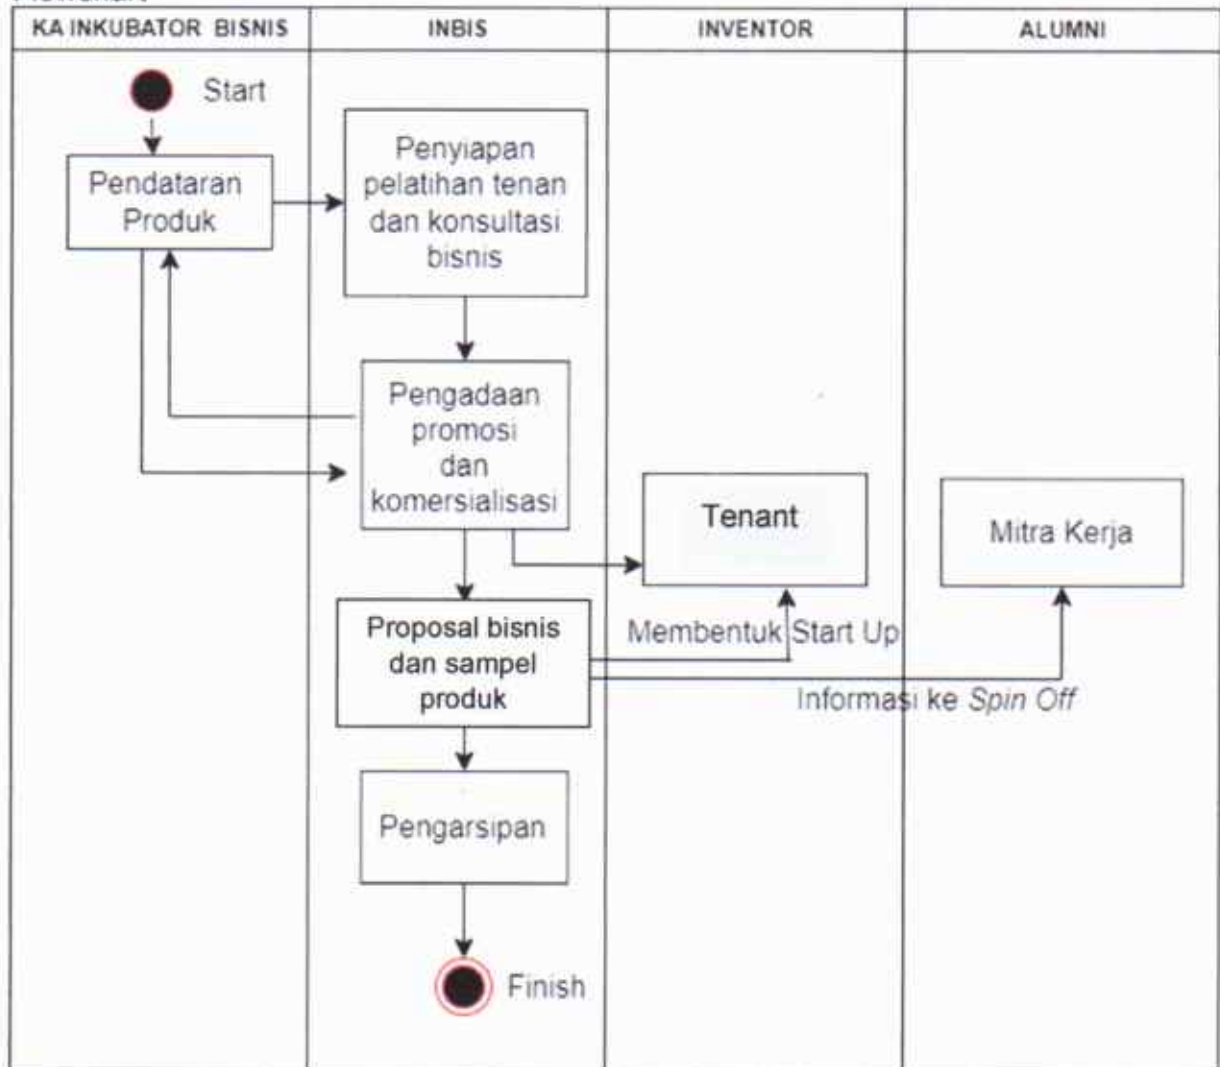 KA INKUBATOR BISNIS
INBIS
INVENTOR
ALUMNI
Start
Pendataran
Produk
Penyiapan
pelatihan tenan
dan konsultasi
bisnis
Pengadaan
promosi
dan
komersialisasi
Tenant
Mitra Kerja
Proposal bisnis
dan sampel
produk
Membentuk Start Up
Informasi ke Spin Off
Pengarsipan
Finish